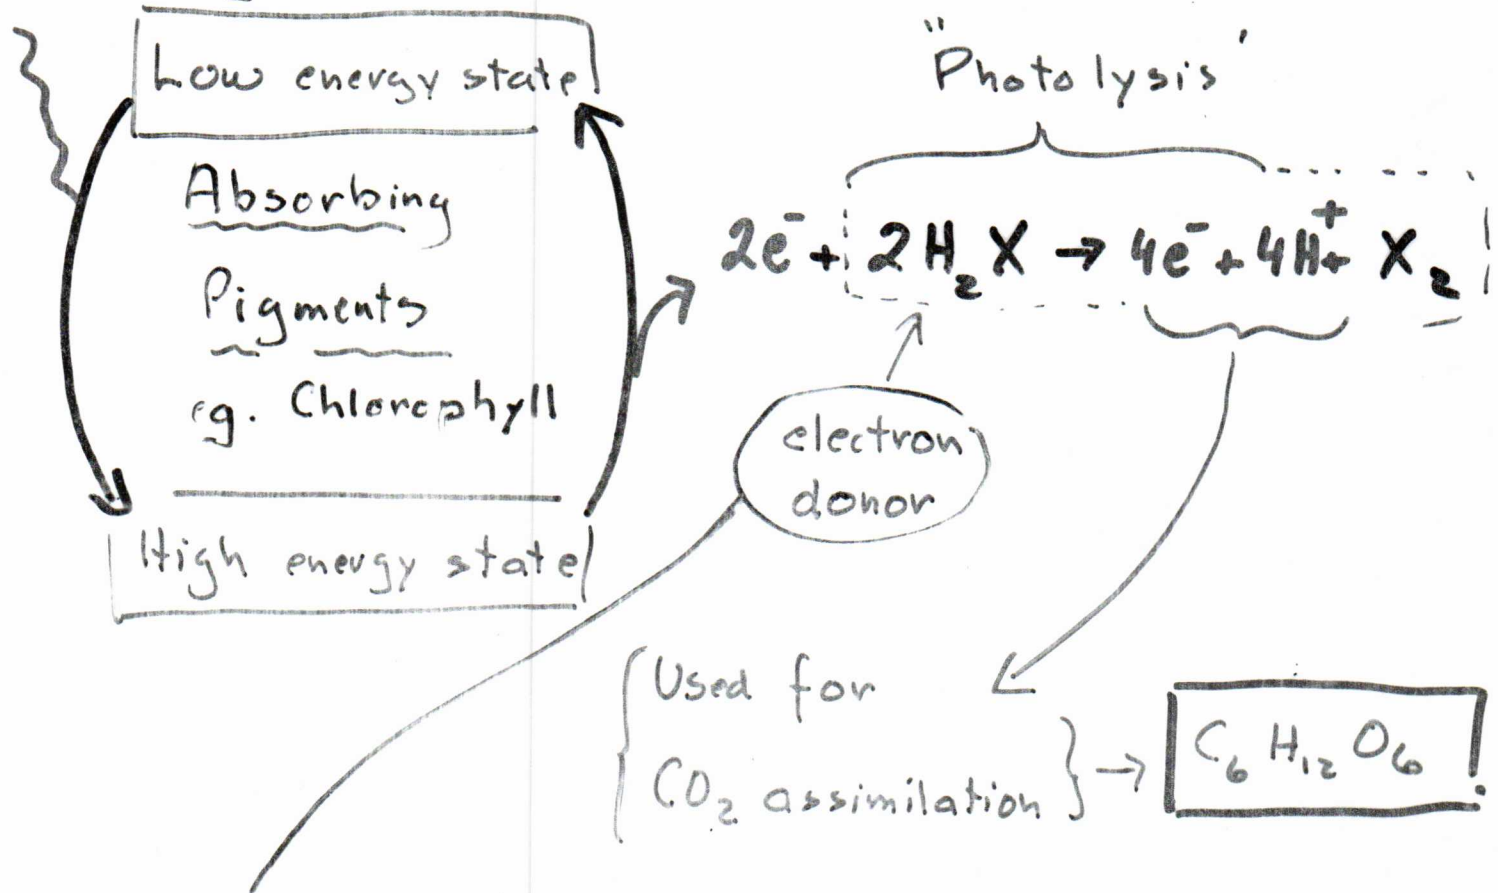 Low energy state
Absorbing
Pigments
eg. Chlorophyll
High energy state
"Photolysis'
2e⁻ + 2H₂X → 4e⁻ + 4H⁺ + X₂
electron
donor
Used for
CO₂ assimilation → C₆H₁₂O₆